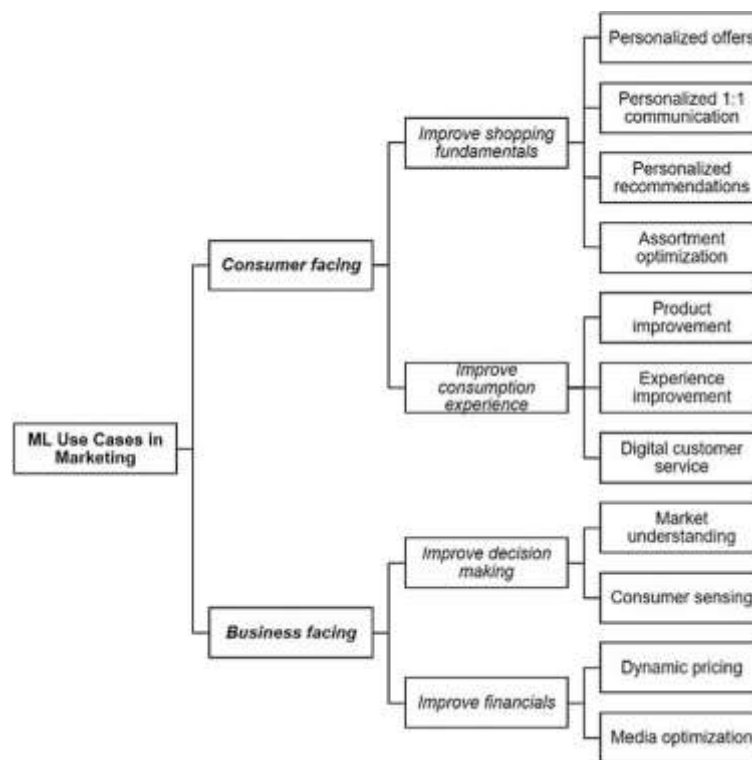 Personalized offers
Personalized 1:1
communication
Improve shopping
fundamentals
Personalized
recommendations
Assortment
optimization
Consumer facing
Product
improvement
Improve
consumption
experience
Experience
improvement
Digital customer
service
ML Use Cases in
Marketing
Market
understanding
Improve decision
making
Consumer sensing
Business facing
Dynamic pricing
Improve financials
Media optimization